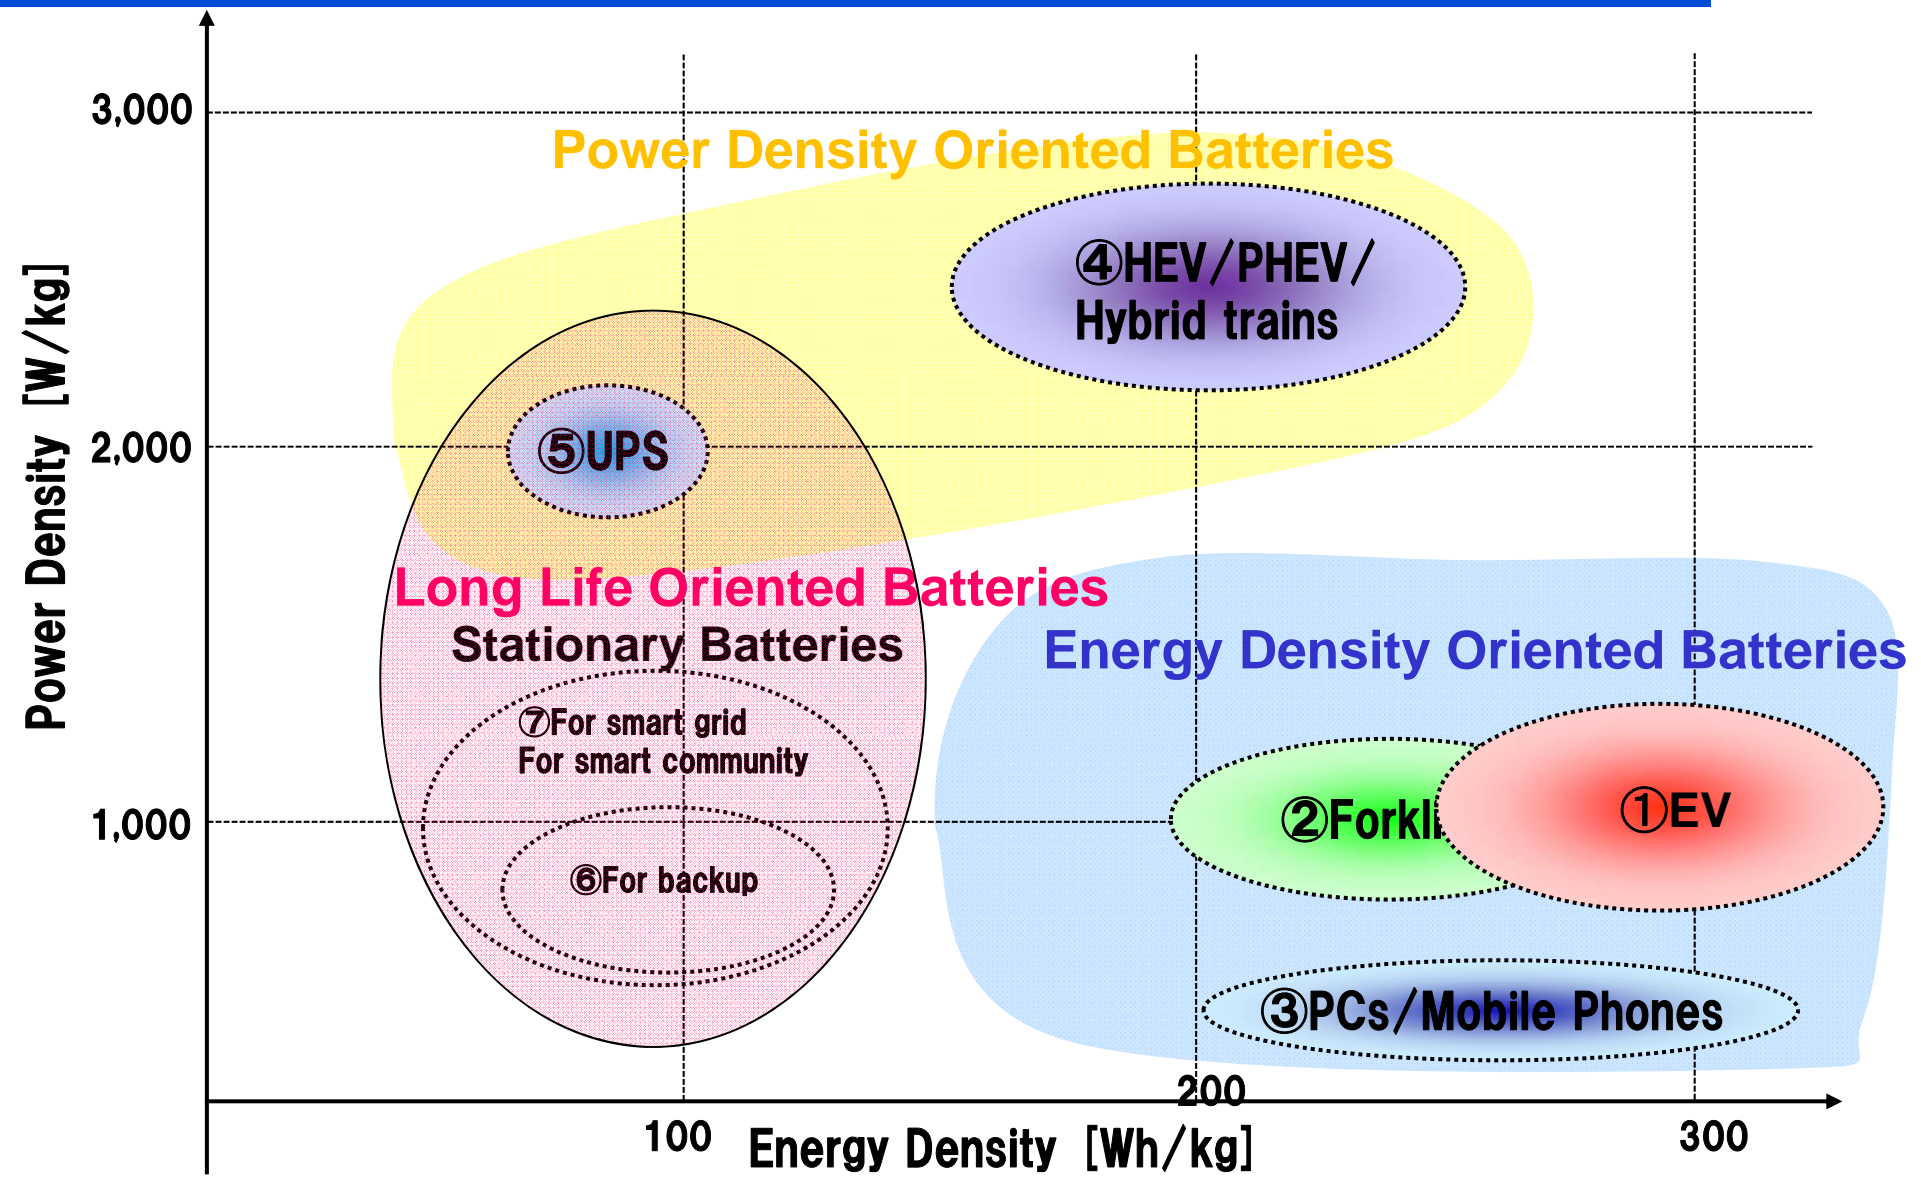 3,000
Power Density Oriented Batteries
④HEV/PHEV/
Hybrid trains
Power Density [W/kg]
2,000
⑤UPS
Long Life Oriented Batteries
Stationary Batteries
Energy Density Oriented Batteries
⑦For smart grid
For smart community
1,000
②Forkli
①EV
⑥For backup
③PCs/Mobile Phones
200
100
Energy Density [Wh/kg]
300